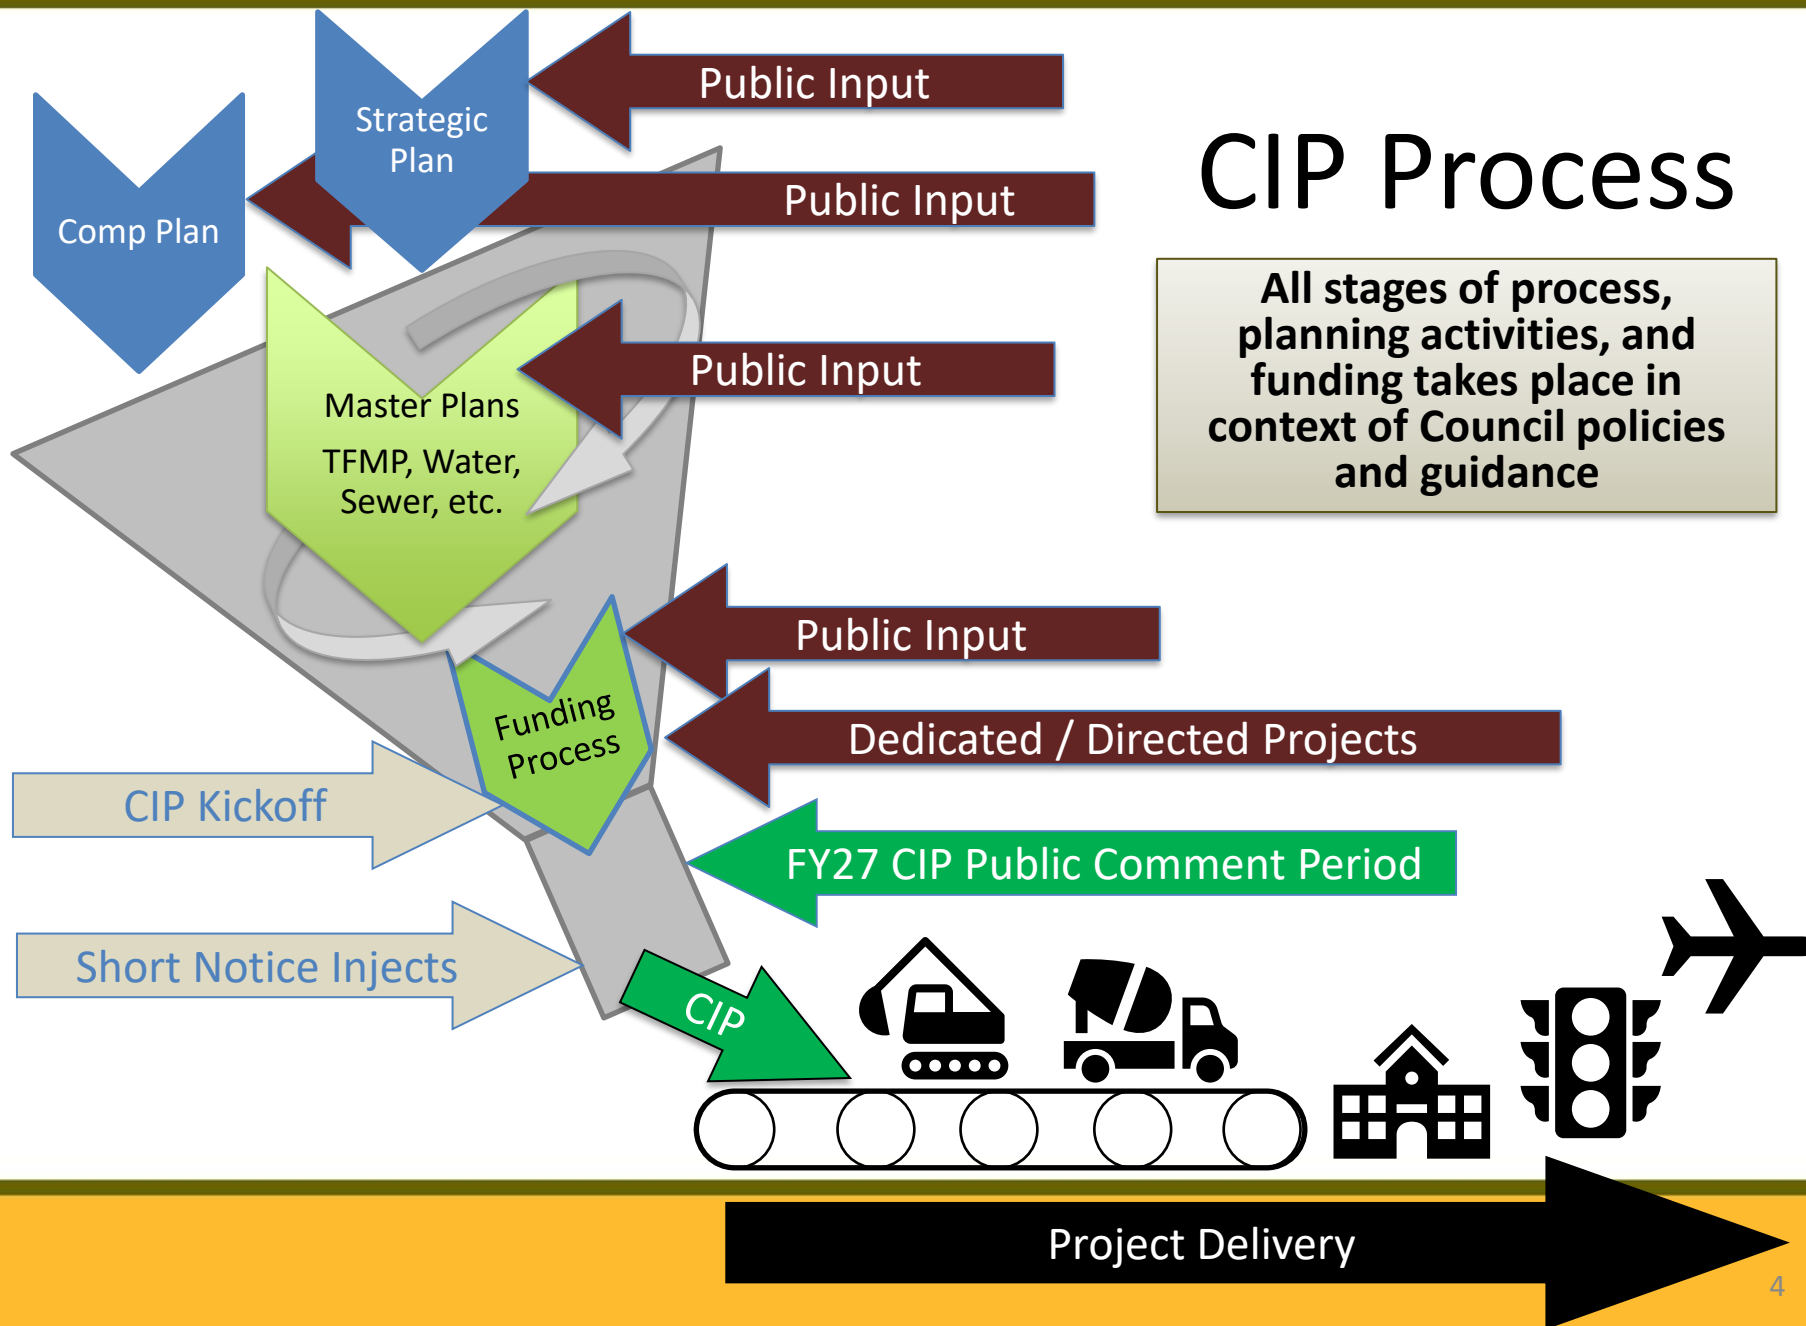 Public Input
Strategic
Plan
Public Input
Comp Plan
CIP Process
All stages of process,
planning activities, and
funding takes place in
context of Council policies
and guidance
Public Input
Master Plans
TFMP, Water,
Sewer, etc.
Public Input
Funding
Process
Dedicated / Directed Projects
CIP Kickoff
FY27 CIP Public Comment Period
Short Notice Injects
CIP
Project Delivery
4